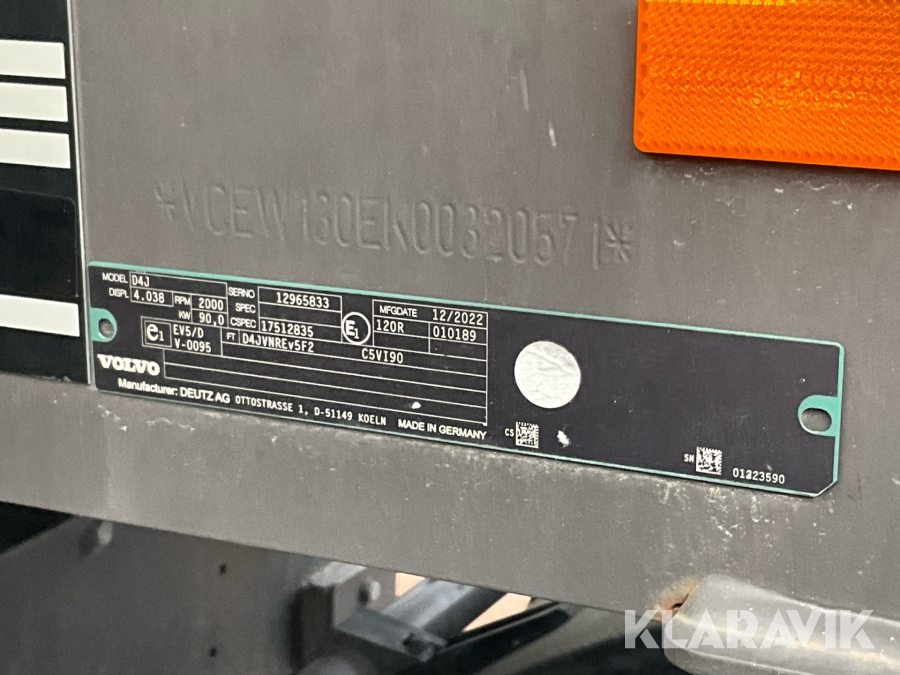 *VCEW130EK00320571*
MODEL D4J
DISPL 4.038 RPM 2000 SERNO 12965833 MFGDATE 12/2022
KW 90,0 SPEC
CSPEC 17512835 E1 120R 010189
e1 EV5/D FT D4JVNREv5F2 C5VI90
V-0095
VOLVO
Manufacturer: DEUTZ AG OTTOSTRASSE 1, D-51149 KOELN MADE IN GERMANY
CS
SN 01223590
KLARAVIK